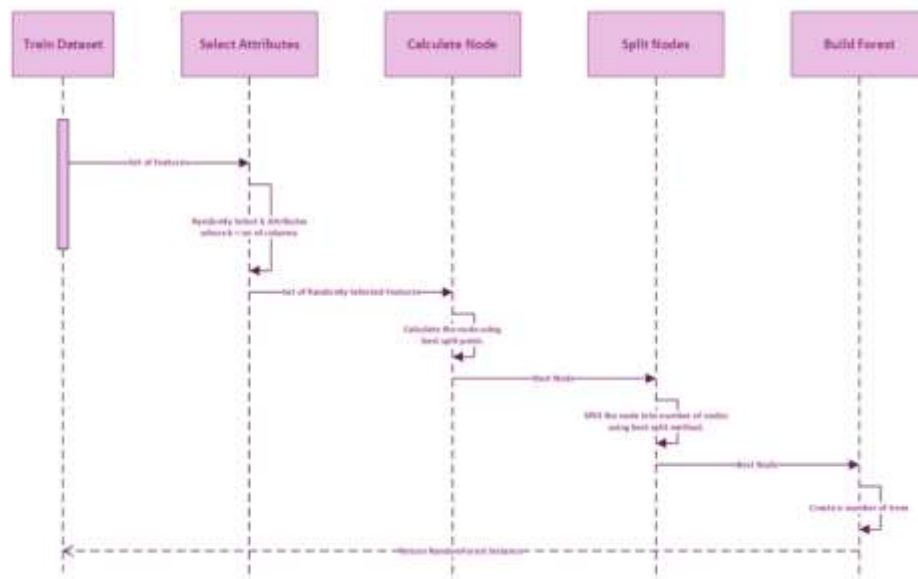 Train Dataset
Select Attributes
Calculate Node
Split Nodes
Build Forest
Set of Features
Randomly Select k Attributes
where k = no of columns
Set of Randomly Selected Features
Calculate the node using
best split point
Best Node
Split the node into number of nodes
using best split method
Best Node
Create n number of trees
Return RandomForest Instance